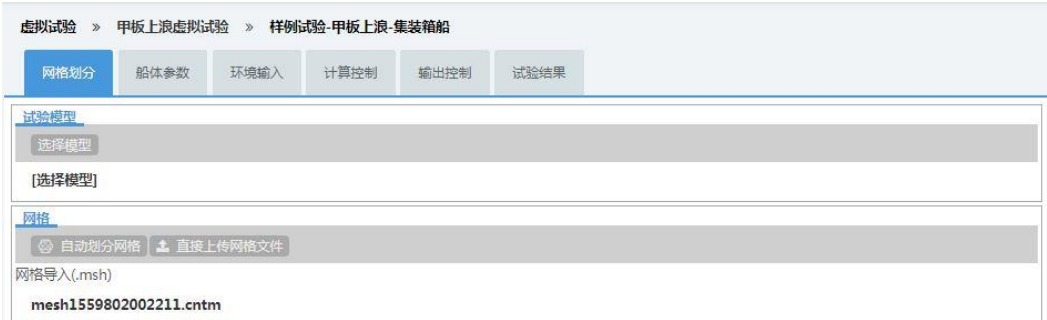 虚拟试验 » 甲板上浪虚拟试验 » 样例试验-甲板上浪-集装箱船
网格划分 船体参数 环境输入 计算控制 输出控制 试验结果
试验模型
选择模型
[选择模型]
网格
自动划分网格 直接上传网格文件
网格导入(.msh)
mesh1559802002211.cntm